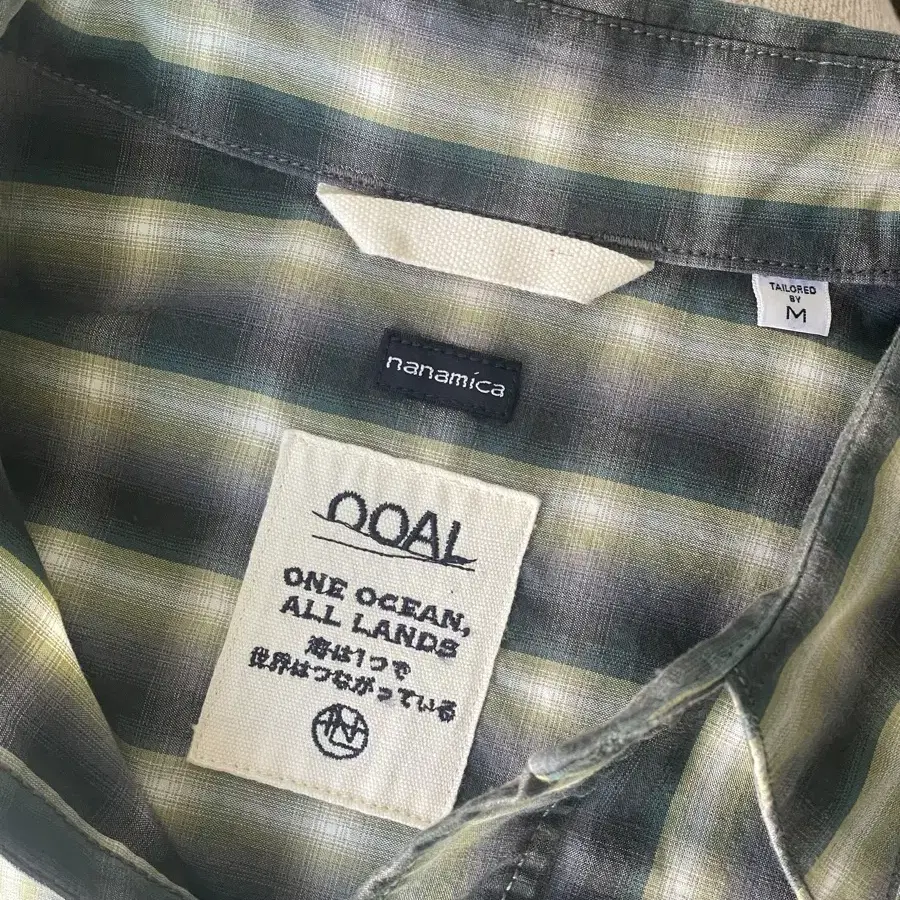 TAILORED
BY
M
nanamica
OOAL
ONE OCEAN,
ALL LANDS
海は1つで
世界はつながっている